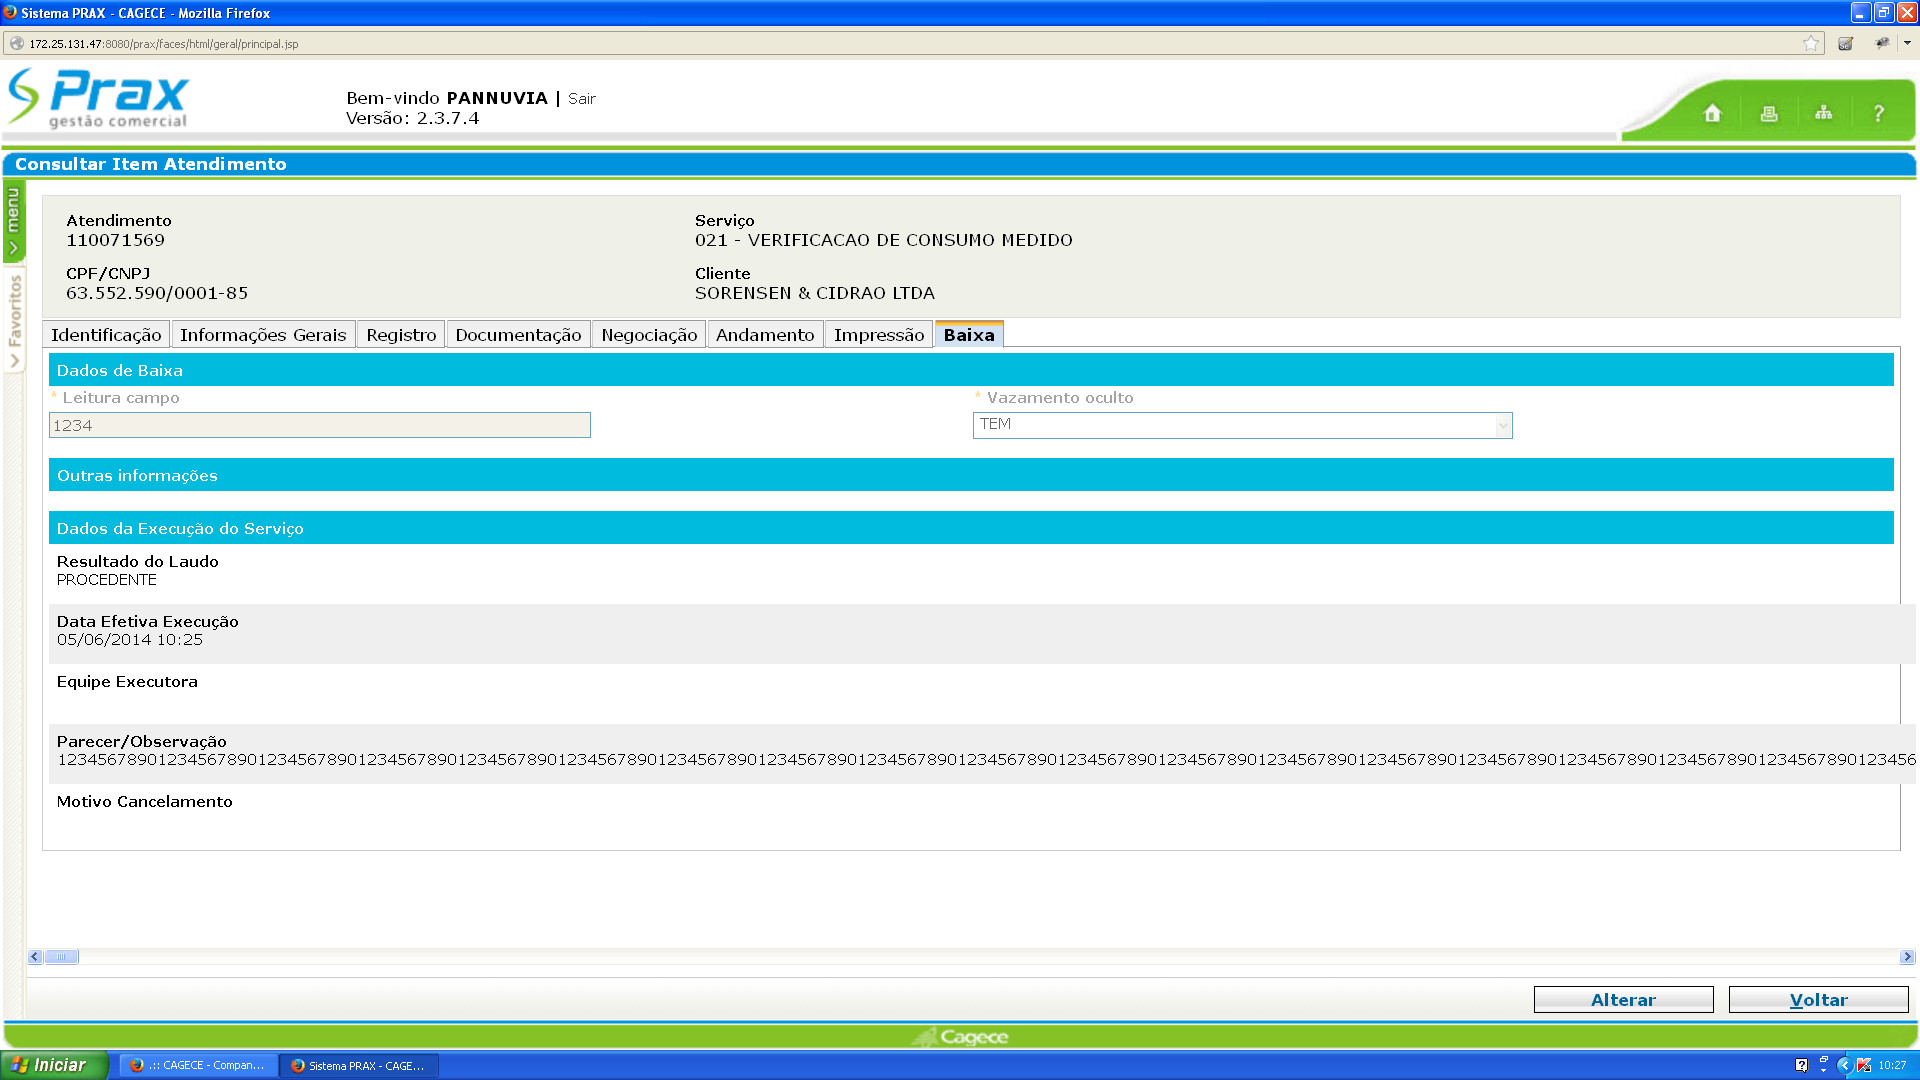 Sistema PRAX - CAGECE - Mozilla Firefox
172.25.131.47:8080/prax/faces/html/geral/principal.jsp
Prax
gestão comercial
Bem-vindo PANNUVIA | Sair
Versão: 2.3.7.4
?
Consultar Item Atendimento
menu
Favoritos
Atendimento
110071569
Serviço
021 - VERIFICACAO DE CONSUMO MEDIDO
CPF/CNPJ
63.552.590/0001-85
Cliente
SORENSEN & CIDRAO LTDA
Identificação Informações Gerais Registro Documentação Negociação Andamento Impressão Baixa
Dados de Baixa
* Leitura campo
1234
* Vazamento oculto
TEM
Outras informações
Dados da Execução do Serviço
Resultado do Laudo
PROCEDENTE
Data Efetiva Execução
05/06/2014 10:25
Equipe Executora
Parecer/Observação
123456789012345678901234567890123456789012345678901234567890123456789012345678901234567890123456789012345678901234567890123456789012345678901234567890123456789012345678901234567890123456
Motivo Cancelamento
Alterar Voltar
Cagece
Iniciar
.:: CAGECE - Compan...
Sistema PRAX - CAGE...
10:27